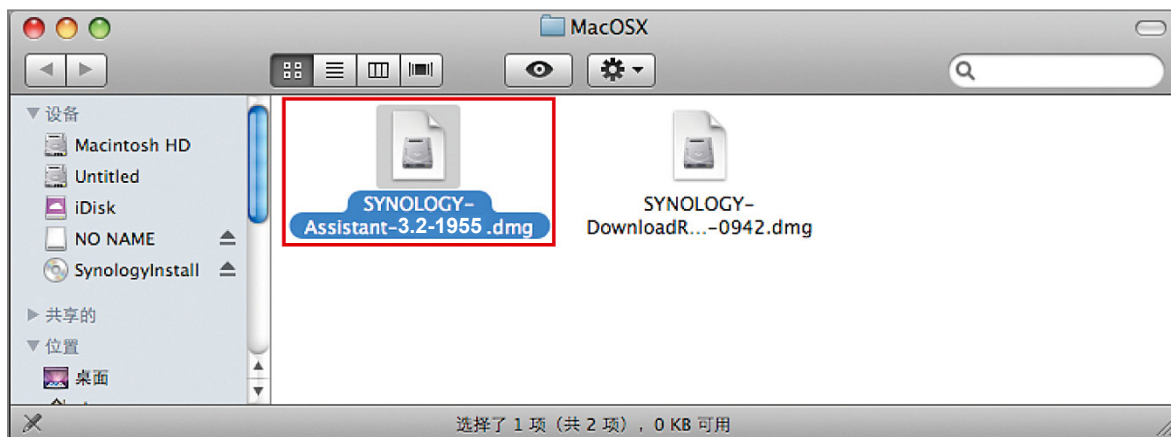 MacOSX
设备
Macintosh HD
Untitled
iDisk
NO NAME
SynologyInstall
共享的
位置
桌面
SYNOLOGY-
Assistant-3.2-1955 .dmg
SYNOLOGY-
DownloadR...-0942.dmg
选择了 1 项（共 2 项）, 0 KB 可用